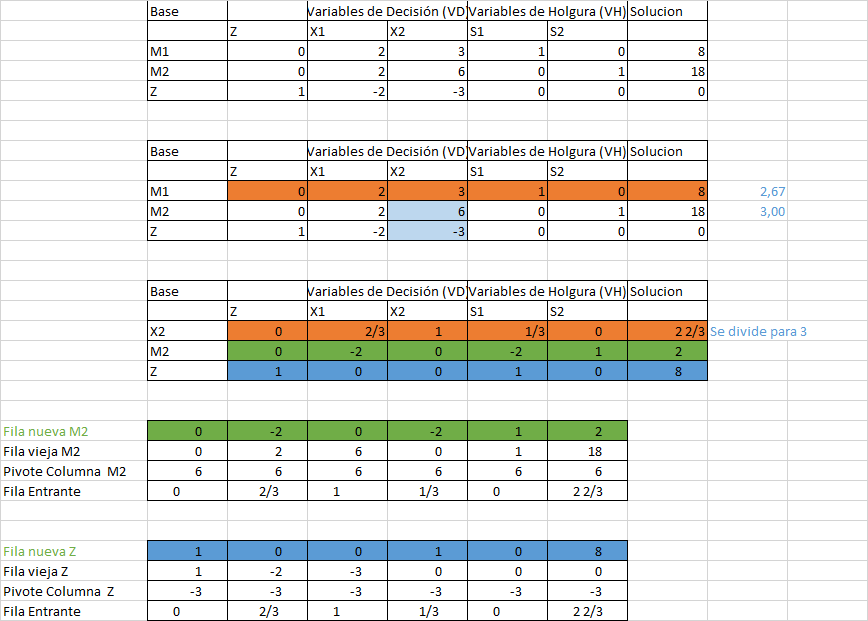 Base Variables de Decisión (VD) Variables de Holgura (VH) Solucion
Z X1 X2 S1 S2
M1 0 2 3 1 0 8
M2 0 2 6 0 1 18
Z 1 -2 -3 0 0 0
Base Variables de Decisión (VD) Variables de Holgura (VH) Solucion
Z X1 X2 S1 S2
M1 0 2 3 1 0 8 2,67
M2 0 2 6 0 1 18 3,00
Z 1 -2 -3 0 0 0
Base Variables de Decisión (VD) Variables de Holgura (VH) Solucion
Z X1 X2 S1 S2
X2 0 2/3 1 1/3 0 2 2/3 Se divide para 3
M2 0 -2 0 -2 1 2
Z 1 0 0 1 0 8
Fila nueva M2 0 -2 0 -2 1 2
Fila vieja M2 0 2 6 0 1 18
Pivote Columna M2 6 6 6 6 6 6
Fila Entrante 0 2/3 1 1/3 0 2 2/3
Fila nueva Z 1 0 0 1 0 8
Fila vieja Z 1 -2 -3 0 0 0
Pivote Columna Z -3 -3 -3 -3 -3 -3
Fila Entrante 0 2/3 1 1/3 0 2 2/3